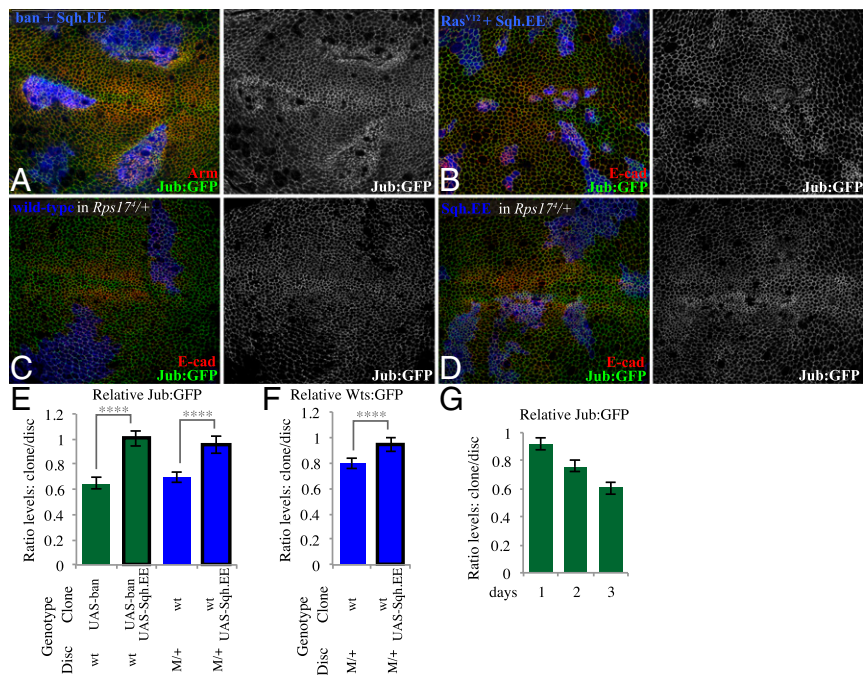 ban + Sqh.EE
Arm
Jub:GFP
A
Jub:GFP
RasV12 + Sqh.EE
E-cad
Jub:GFP
B
Jub:GFP
wild-type in Rps174/+
E-cad
Jub:GFP
C
Jub:GFP
Sqh.EE in Rps174/+
E-cad
Jub:GFP
D
Jub:GFP
E
Relative Jub:GFP
Ratio levels: clone/disc
1.2
1
0.8
0.6
0.4
0.2
0
****
****
Genotype
Clone
UAS-ban
UAS-ban
UAS-Sqh.EE
wt
wt
UAS-Sqh.EE
Disc
wt
wt
M/+
M/+
F
Relative Wts:GFP
Ratio levels: clone/disc
1.2
1
0.8
0.6
0.4
0.2
0
****
Genotype
Clone
wt
wt
UAS-Sqh.EE
Disc
M/+
M/+
G
Relative Jub:GFP
Ratio levels: clone/disc
1
0.8
0.6
0.4
0.2
0
days 1 2 3